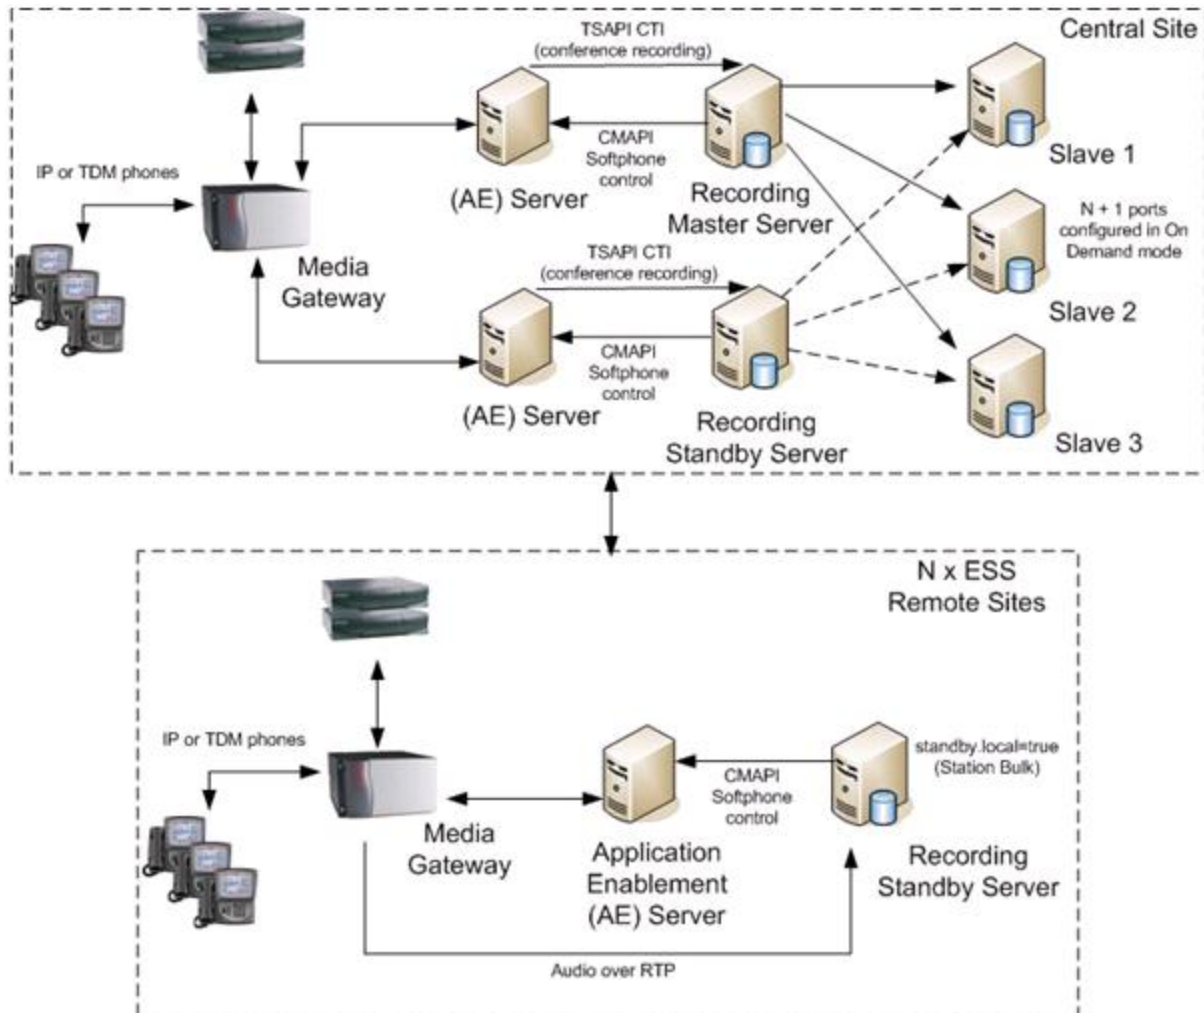 Central Site
TSAPI CTI
(conference recording)
CMAPI
Softphone
control
(AE) Server
Recording
Master Server
Slave 1
IP or TDM phones
Media
Gateway
N + 1 ports
configured in On
Demand mode
Slave 2
TSAPI CTI
(conference recording)
CMAPI
Softphone
control
(AE) Server
Recording
Standby Server
Slave 3
N x ESS
Remote Sites
IP or TDM phones
Media
Gateway
CMAPI
Softphone
control
Application
Enablement
(AE) Server
standby.local=true
(Station Bulk)
Recording
Standby Server
Audio over RTP